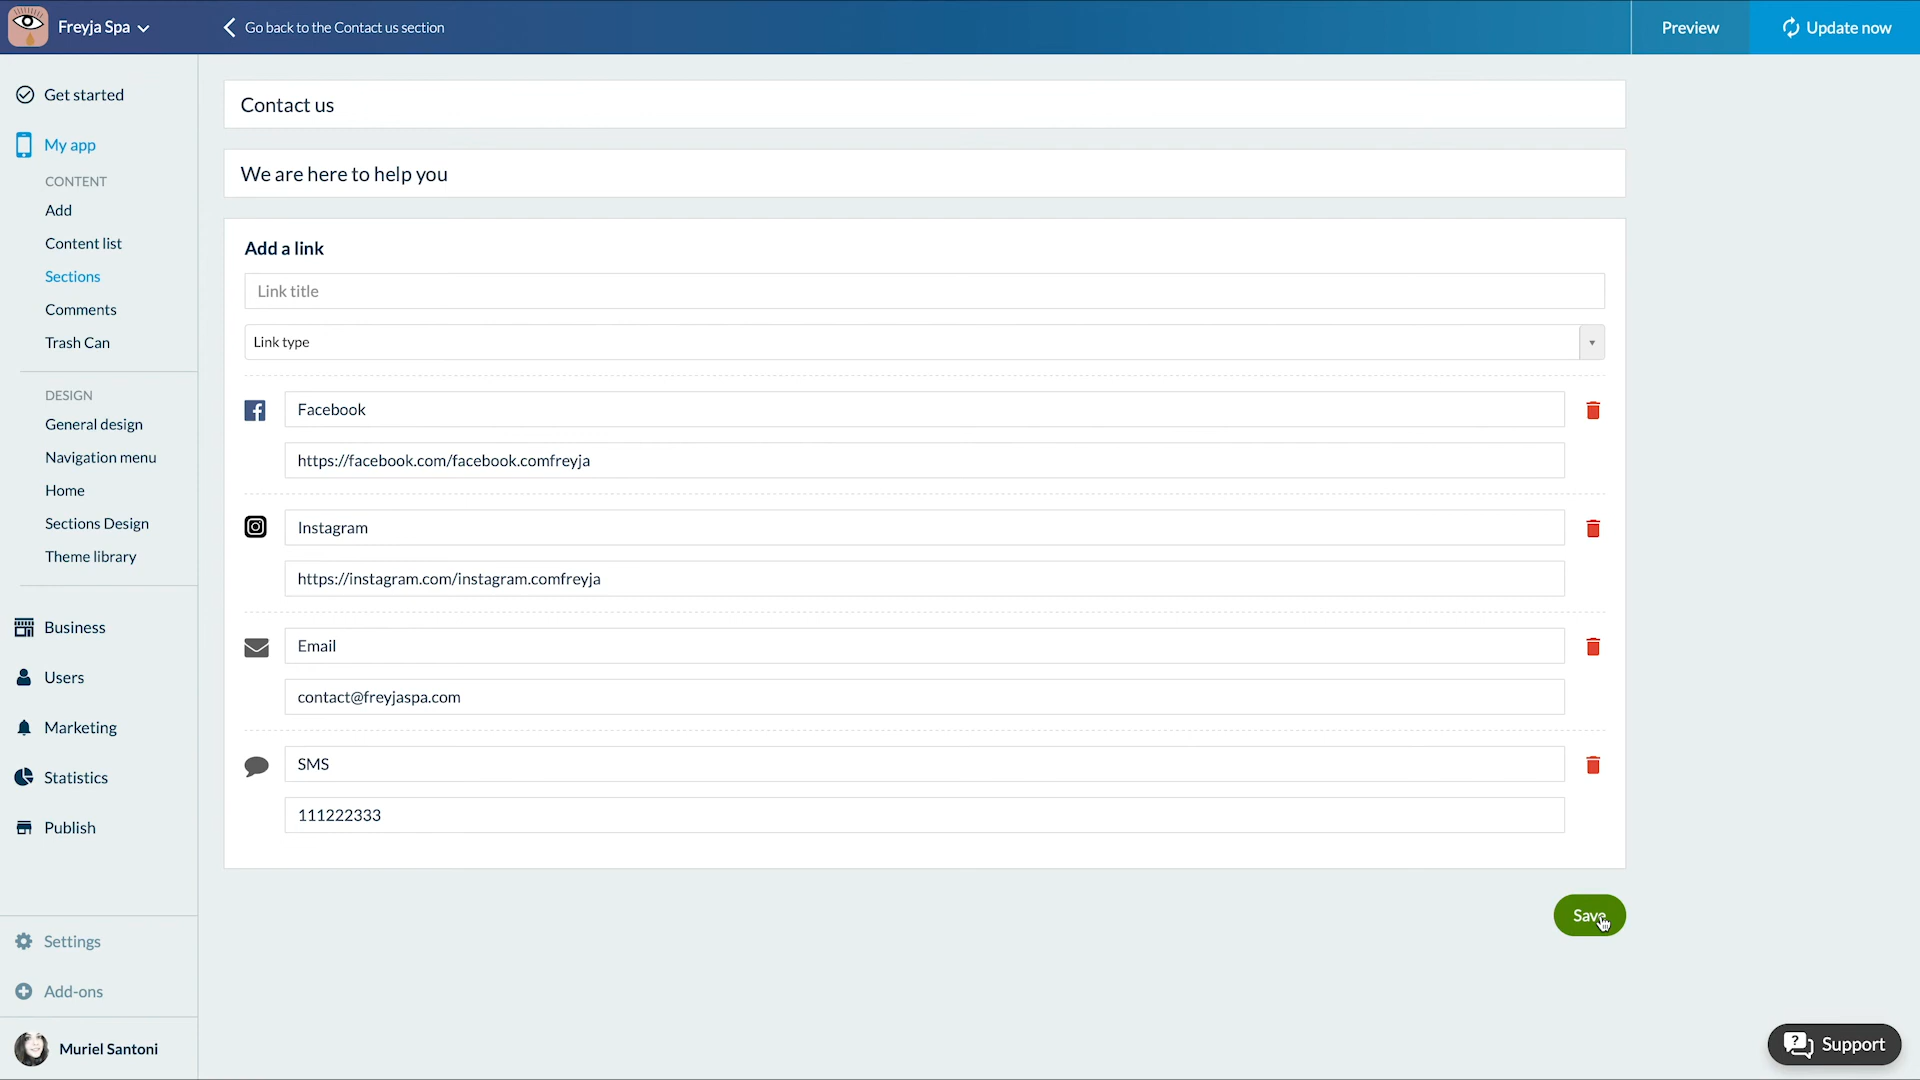 Freyja Spa
Go back to the Contact us section
Preview
Update now
Get started
My app
CONTENT
Add
Content list
Sections
Comments
Trash Can
DESIGN
General design
Navigation menu
Home
Sections Design
Theme library
Business
Users
Marketing
Statistics
Publish
Settings
Add-ons
Muriel Santoni
Contact us
We are here to help you
Add a link
Link title
Link type
Facebook
https://facebook.com/facebook.comfreyja
Instagram
https://instagram.com/instagram.comfreyja
Email
contact@freyjaspa.com
SMS
111222333
Save
Support